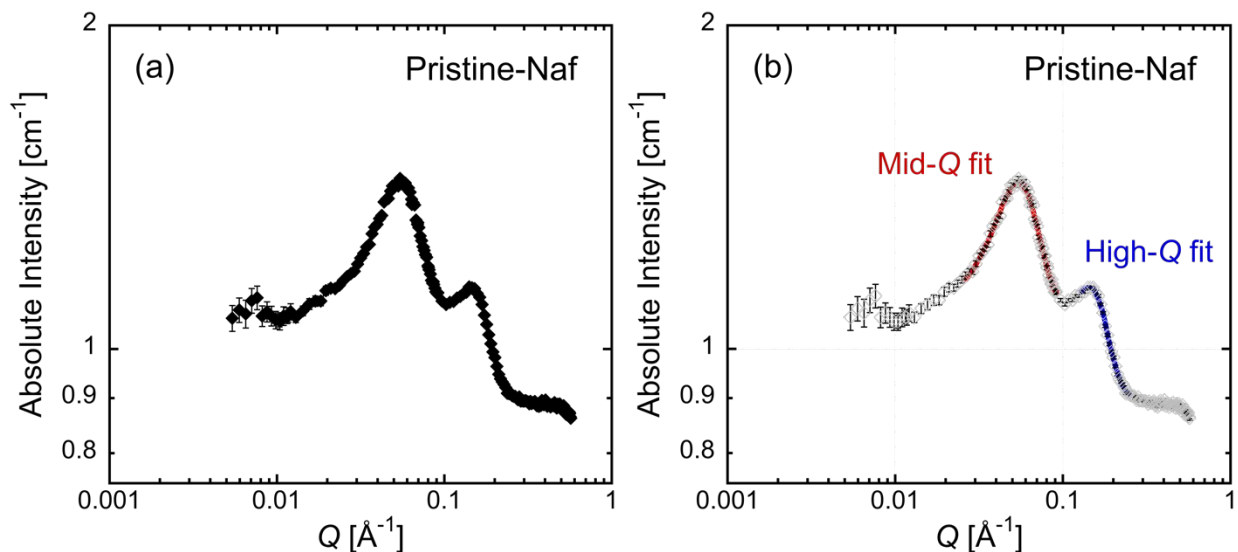 (a)
Pristine-Naf
Absolute Intensity [cm⁻¹]
2
1
0.9
0.8
0.001
0.01
0.1
1
Q [Å⁻¹]
(b)
Pristine-Naf
Mid-Q fit
High-Q fit
Absolute Intensity [cm⁻¹]
2
1
0.9
0.8
0.001
0.01
0.1
1
Q [Å⁻¹]